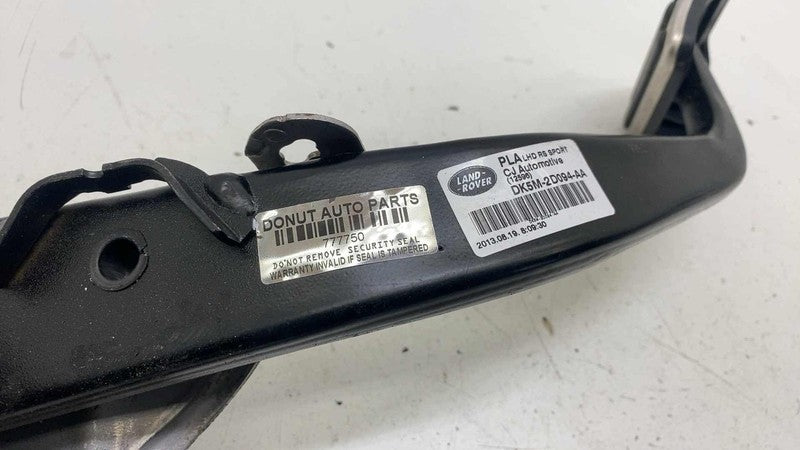 DONUT AUTO PARTS
777750
DO NOT REMOVE SECURITY SEAL
WARRANTY INVALID IF SEAL IS TAMPERED
LAND-
ROVER
PLA LHD RS SPORT
CJ Automotive
(12596)
DK5M-2D094-AA
2013.08.19. 8:09:30